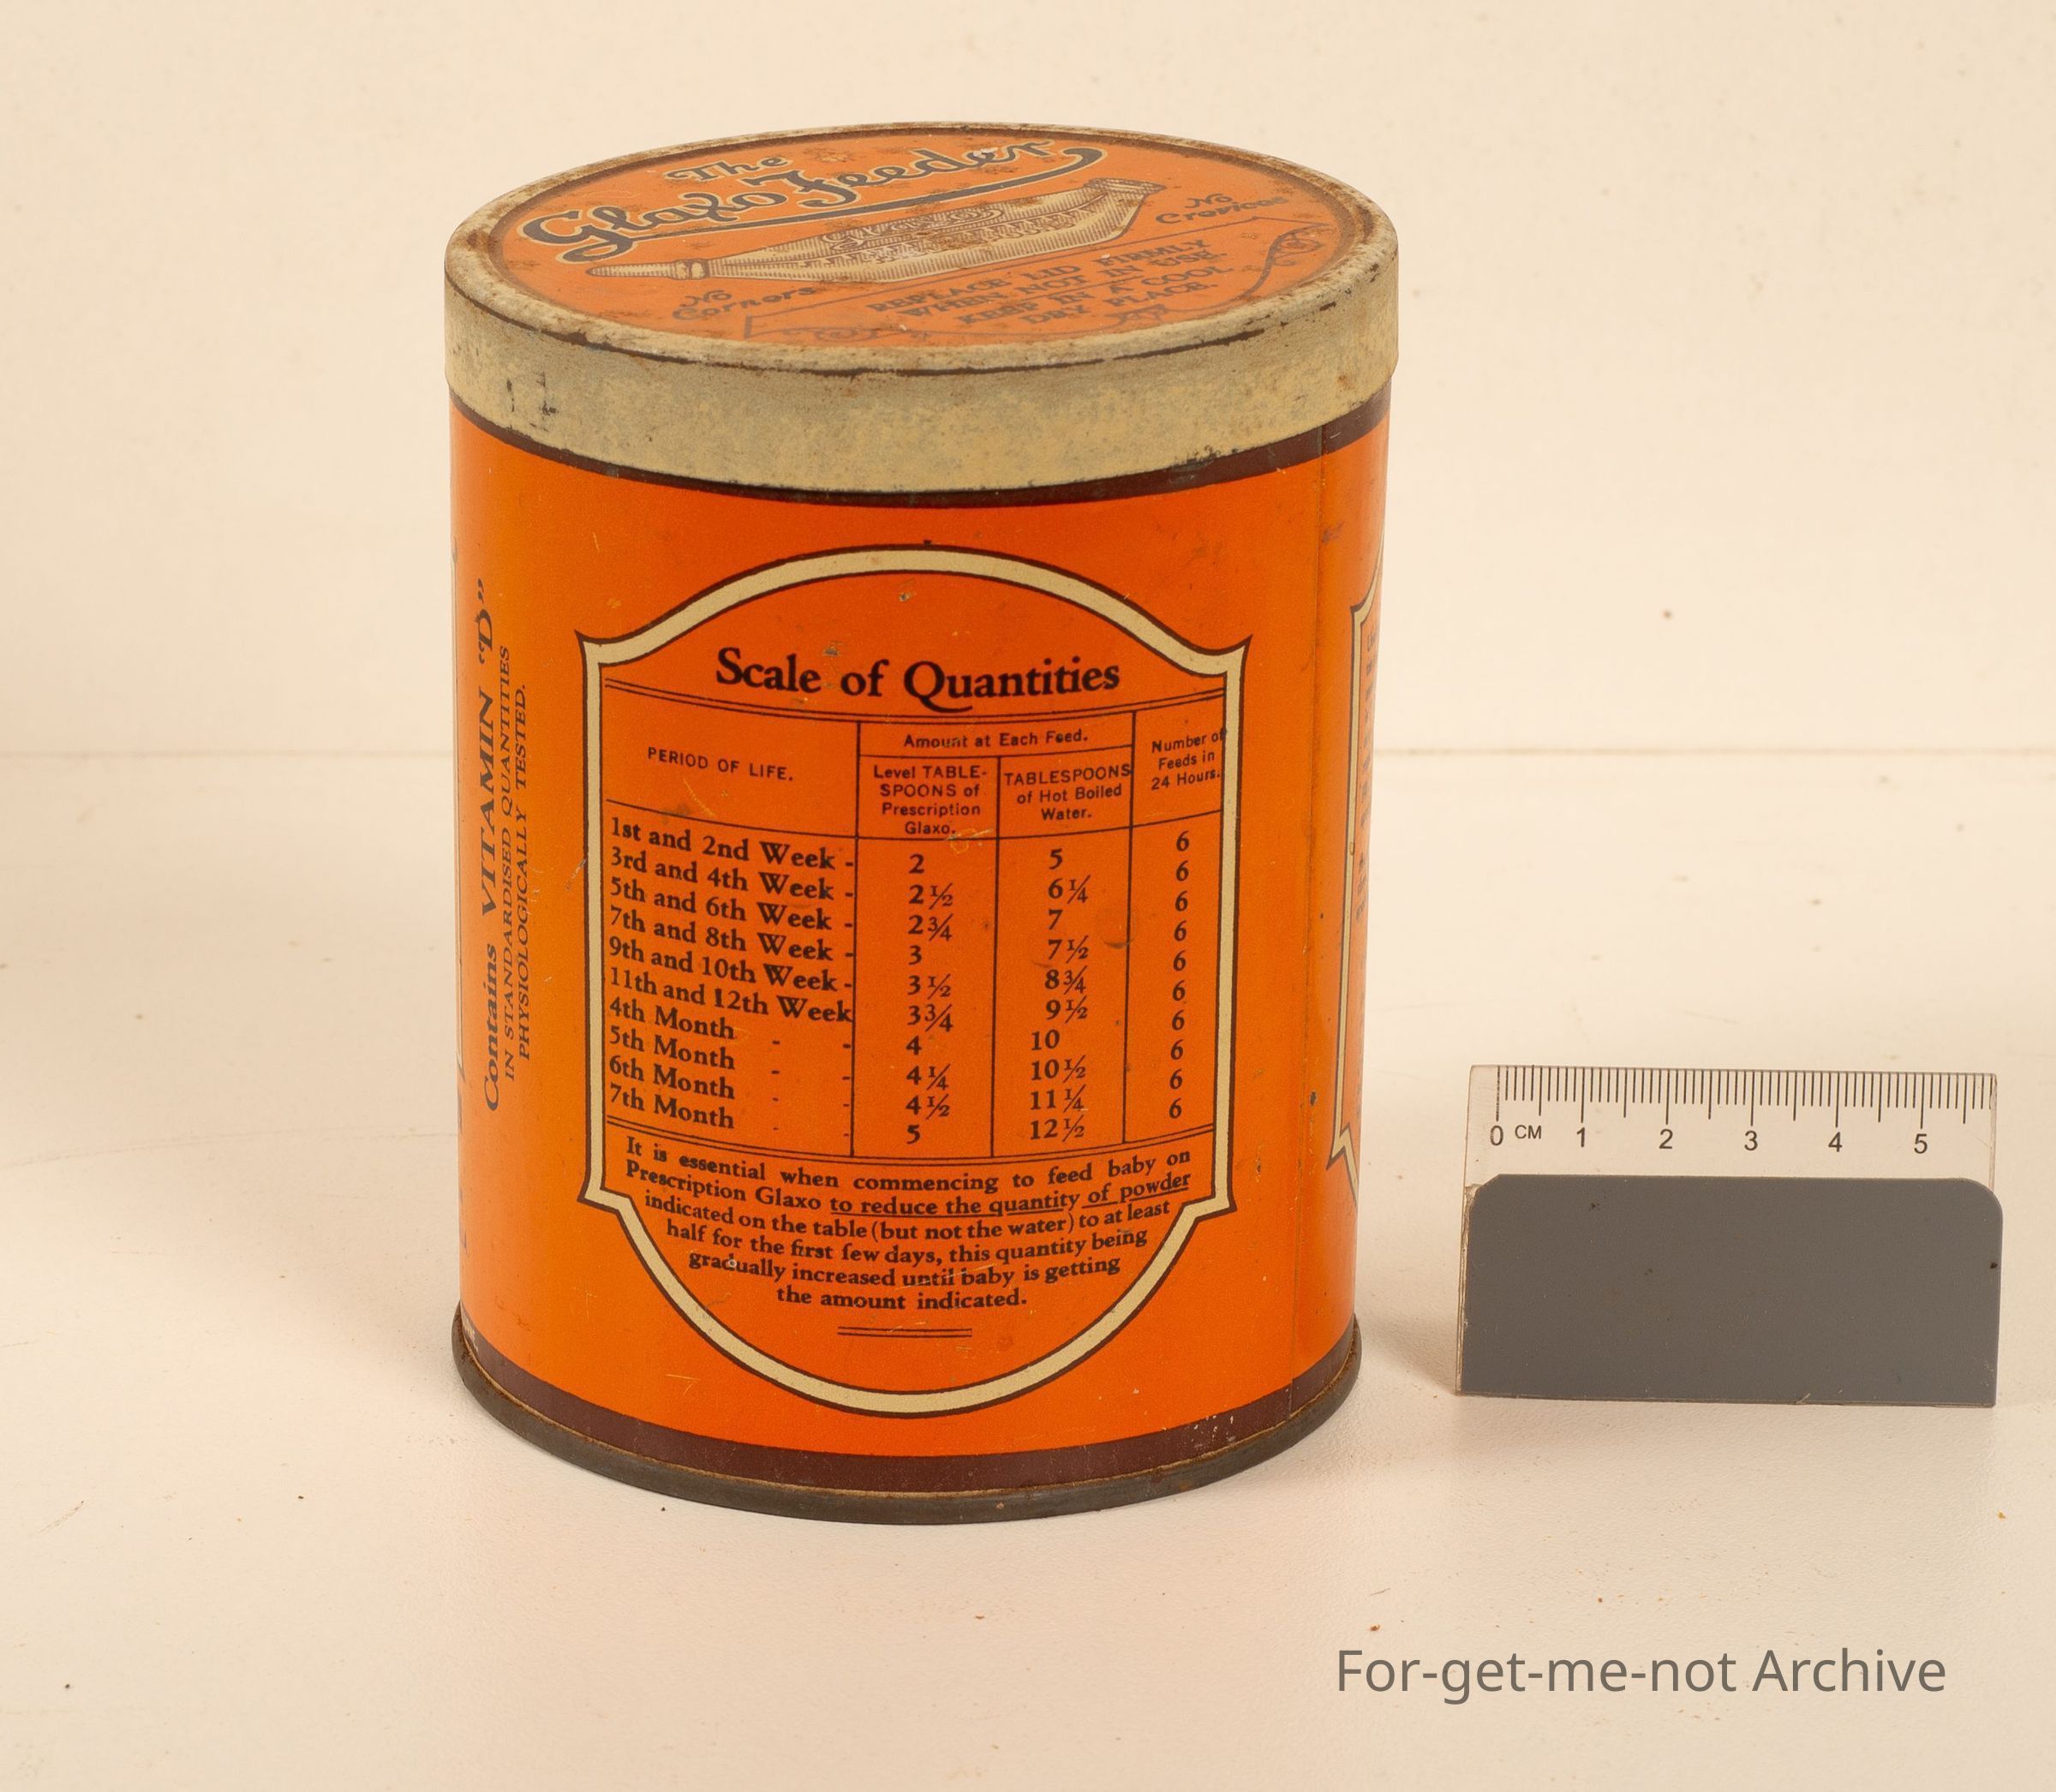 The
Glaxo Feeder
No
Crevices
No
Corners
REPLACE LID FIRMLY
WHEN NOT IN USE.
KEEP IN A COOL
DRY PLACE.
Contains VITAMIN "D"
IN STANDARDISED QUANTITIES
PHYSIOLOGICALLY TESTED.
Scale of Quantities
PERIOD OF LIFE.
Amount at Each Feed.
Level TABLE-
SPOONS of
Prescription
Glaxo.
TABLESPOONS
of Hot Boiled
Water.
Number of
Feeds in
24 Hours.
1st and 2nd Week - 2 5 6
3rd and 4th Week - 2½ 6¼ 6
5th and 6th Week - 2¾ 7 6
7th and 8th Week - 3 7½ 6
9th and 10th Week - 3½ 8¾ 6
11th and 12th Week 3¾ 9½ 6
4th Month - - 4 10 6
5th Month - - 4¼ 10½ 6
6th Month - - 4½ 11¼ 6
7th Month - - 5 12½ 6
It is essential when commencing to feed baby on
Prescription Glaxo to reduce the quantity of powder
indicated on the table (but not the water) to at least
half for the first few days, this quantity being
gradually increased until baby is getting
the amount indicated.
0 CM 1 2 3 4 5
For-get-me-not Archive